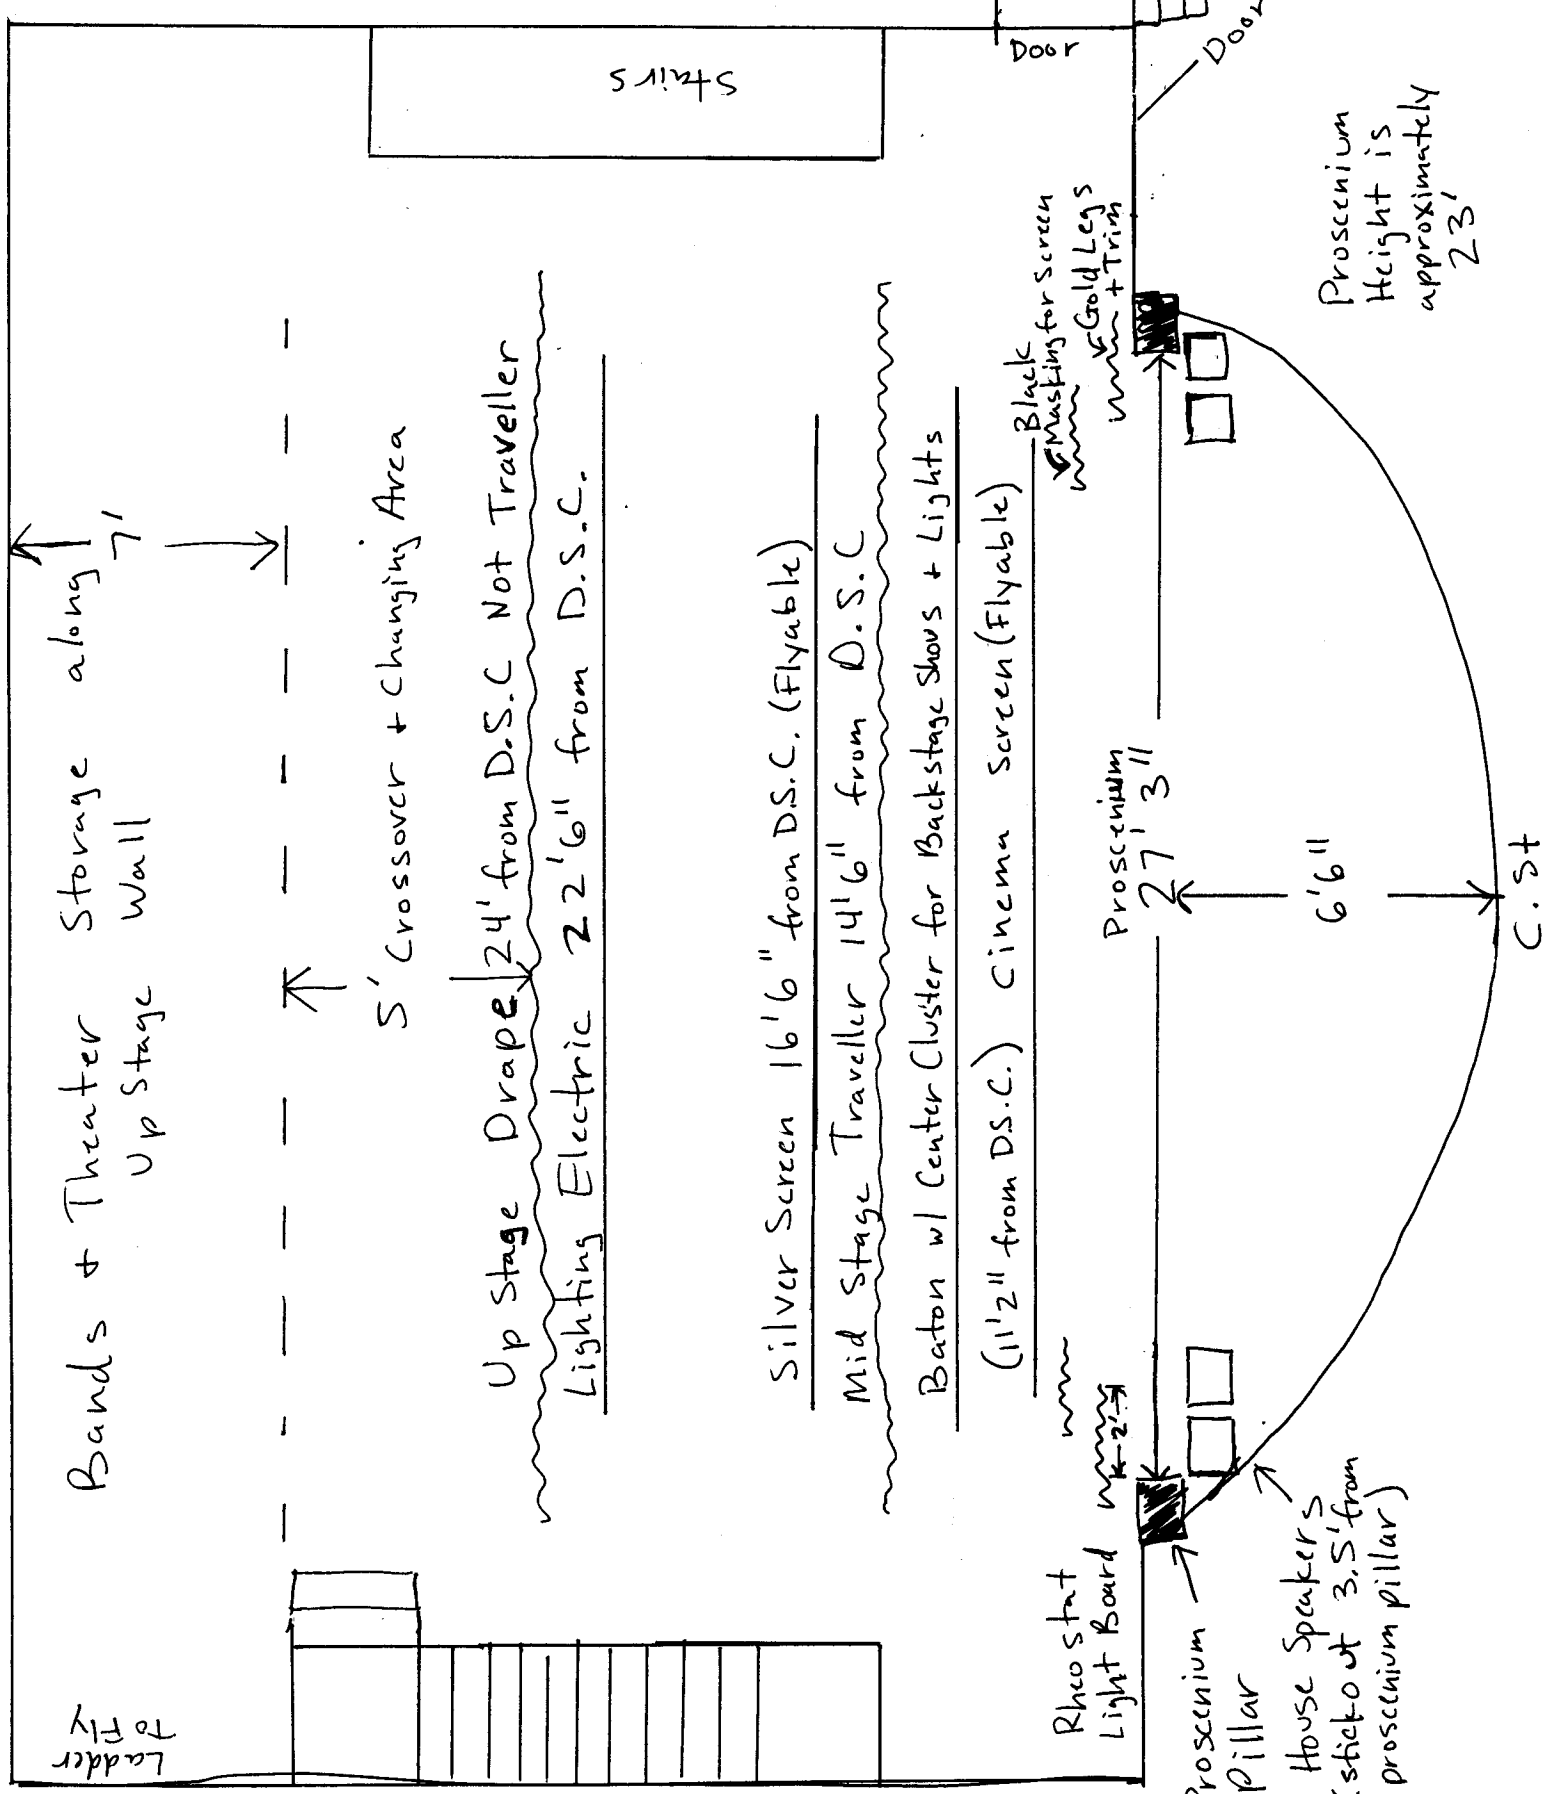 Bands + Theater Storage along
Up Stage Wall
7'
5' Crossover + Changing Area
Up Stage Drape 24' from D.S.C Not Traveller
Lighting Electric 22'6" from D.S.C.
Silver Screen 16'6" from D.S.C. (Flyable)
Mid Stage Traveller 14'6" from D.S.C
Baton w/ Center Cluster for Backstage Shows + Lights
(11'2" from D.S.C.) Cinema Screen (Flyable)
Black
Masking for Screen
Gold Legs
+ Trim
Proscenium
27' 3"
6'6"
C. St
2'
Rheostat
Light Board
Proscenium
Pillar
House Speakers
(stick out 3.5' from
proscenium pillar)
Proscenium
Height is
approximately
23'
Stairs
Door
Door
Ladder
To Fly